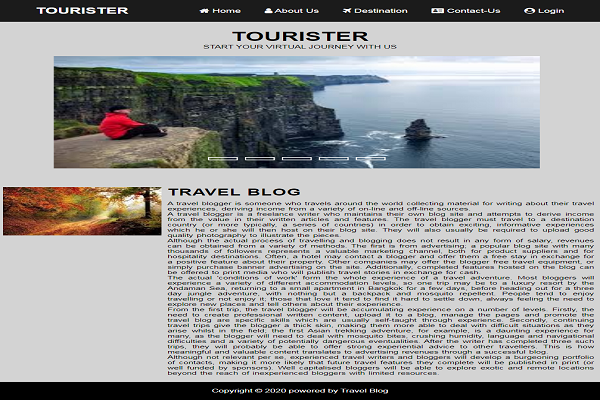 TOURISTER Home About Us Destination Contact-Us Login
TOURISTER
START YOUR VIRTUAL JOURNEY WITH US
TRAVEL BLOG
A travel blogger is someone who travels around the world collecting material for writing about their travel
experiences, deriving income from a variety of on-line and off-line sources.
A travel blogger is a freelance writer who maintains their own blog site and attempts to derive income
from the value in their written articles and features. The travel blogger must travel to a destination
country (or more typically, a series of countries) in order to obtain exciting, informative experiences
which he or she will then host on their blog site. They will also usually be required to upload good
quality photography to illustrate the pieces.
Although the actual process of travelling and blogging does not result in any form of salary, revenues
can be obtained from a variety of methods. The first is from advertising; a popular blog site with many
thousands of followers represents a valuable marketing channel both for product suppliers and for
hospitality destinations. Often, a hotel may contact a blogger and offer them a free stay in exchange for
a positive feature about their property. Other companies may offer the blogger free travel equipment, or
simply purchase banner advertising on the site. Additionally, completed features hosted on the blog can
be offered to print media who will publish travel stories in exchange for cash.
The actual 'conditions of work' form the whole experience of a travel adventure. Most bloggers will
experience a variety of different accommodation levels, so one trip may be to a luxury resort by the
Andaman Sea, returning to a small apartment in Bangkok for a few days, before heading out for a three
day jungle adventure, with nothing but a backpack and mosquito repellent. People tend to enjoy
travelling or not enjoy it; those that love it tend to find it hard to settle down, always feeling the need to
explore new places and tell others about their experience.
From the first trip, the travel blogger will be accumulating experience on a number of levels. Firstly, the
need to create professional written content, upload it to a blog, manage the pages and promote the
travel blog are specific skills which are usually self-taught through experience. Secondly, continuous
travel trips give the blogger a thick skin, making them more able to deal with difficult situations as they
arise whilst in the field. the first Asian trekking adventure, for example, is a daunting experience for
many, as the blogger will need to deal with mosquito bites, constant searing humidity, language and navigational
difficulties and a variety of potentially dangerous eventualities. After the writer has completed three such
trips, they will probably be able to offer strong experiential advice to other travellers. This is how
meaningful and valuable content translates to advertising revenues through a successful blog.
Although not relevant per se, experienced travel writers and bloggers will develop a burgeoning portfolio
of contacts, making it more likely that future travel features they complete will be published in print (or
well funded by sponsors). Well capitalised bloggers will be able to explore exotic and remote locations
beyond the reach of inexperienced bloggers with limited resources.
Copyright © 2020 powered by Travel Blog